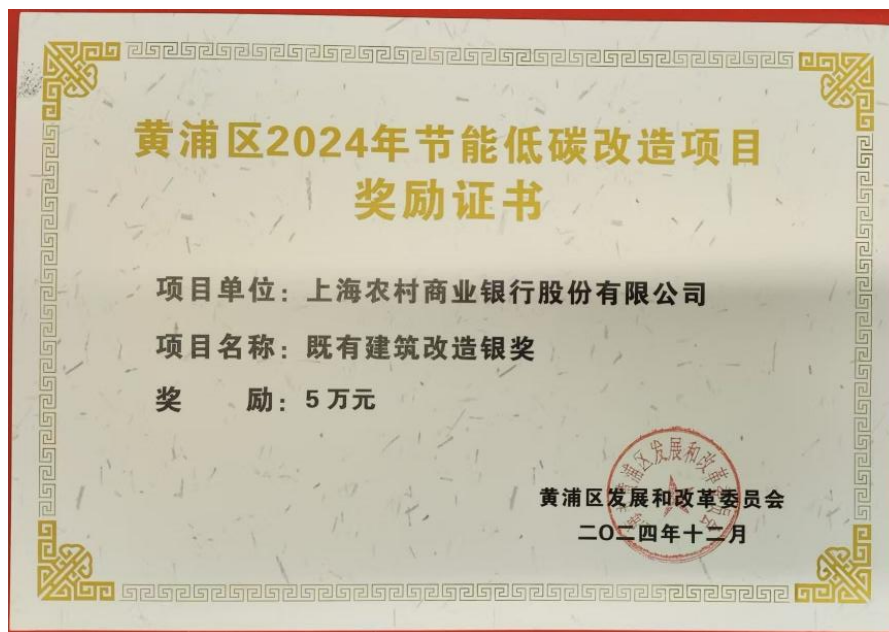 黄浦区2024年节能低碳改造项目
奖励证书
项目单位：上海农村商业银行股份有限公司
项目名称：既有建筑改造银奖
奖　　励：5万元
黄浦区发展和改革委员会
二〇二四年十二月